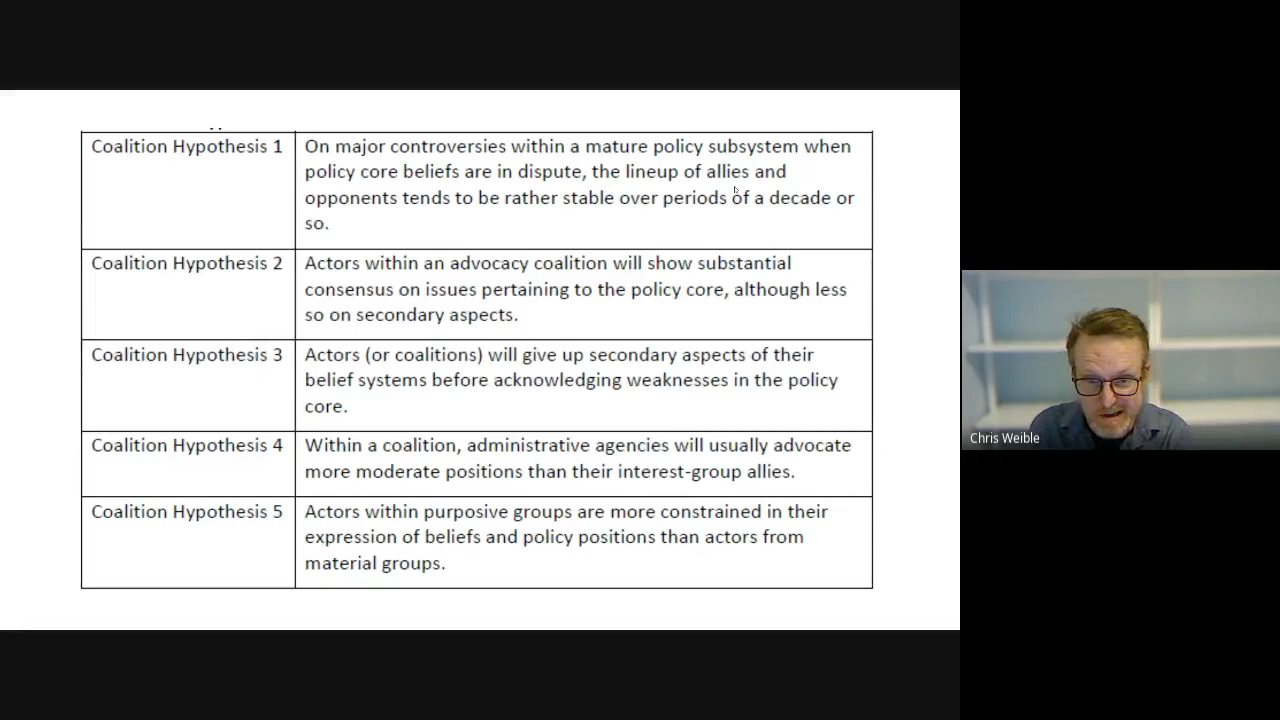 Coalition Hypothesis 1
On major controversies within a mature policy subsystem when
policy core beliefs are in dispute, the lineup of allies and
opponents tends to be rather stable over periods of a decade or
so.
Coalition Hypothesis 2
Actors within an advocacy coalition will show substantial
consensus on issues pertaining to the policy core, although less
so on secondary aspects.
Coalition Hypothesis 3
Actors (or coalitions) will give up secondary aspects of their
belief systems before acknowledging weaknesses in the policy
core.
Coalition Hypothesis 4
Within a coalition, administrative agencies will usually advocate
more moderate positions than their interest-group allies.
Coalition Hypothesis 5
Actors within purposive groups are more constrained in their
expression of beliefs and policy positions than actors from
material groups.
Chris Weible